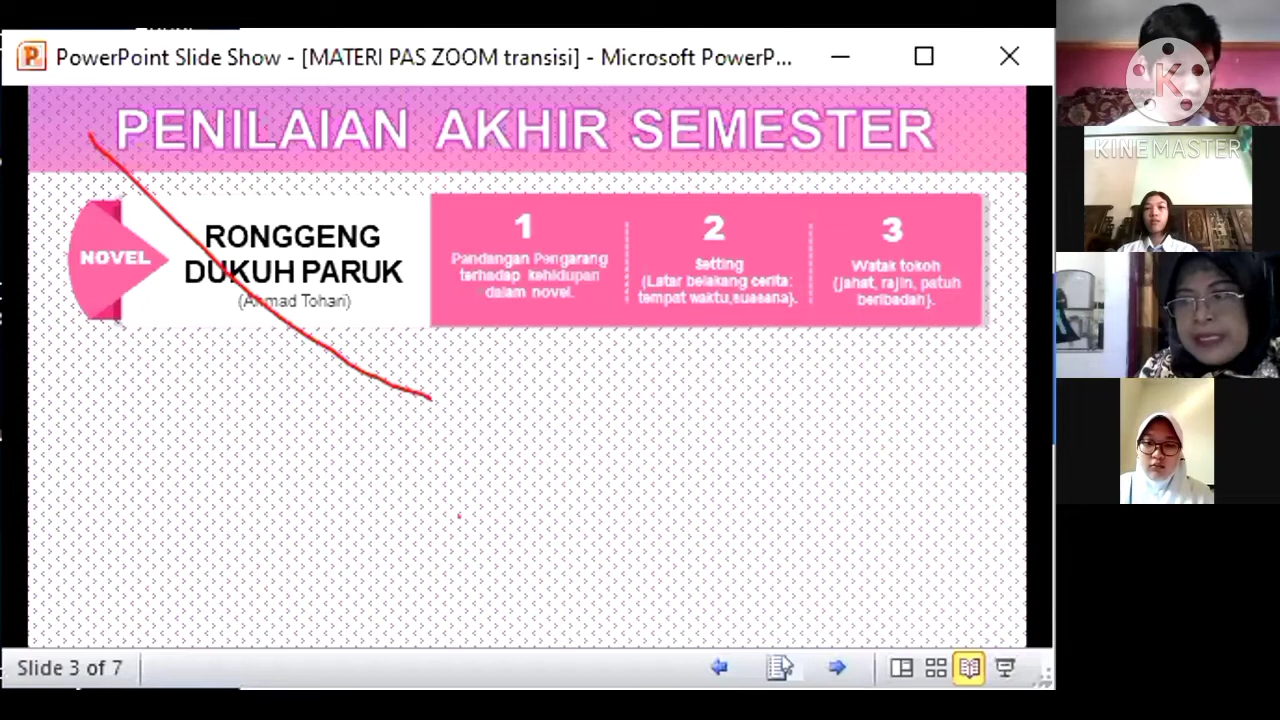 PowerPoint Slide Show - [MATERI PAS ZOOM transisi] - Microsoft PowerP...
PENILAIAN AKHIR SEMESTER
NOVEL
RONGGENG
DUKUH PARUK
(Ahmad Tohari)
1
Pandangan Pengarang
terhadap kehidupan
dalam novel.
2
Setting
(Latar belakang cerita:
tempat waktu,suasana).
3
Watak tokoh
(jahat, rajin, patuh
beribadah).
Slide 3 of 7
K
KINEMASTER